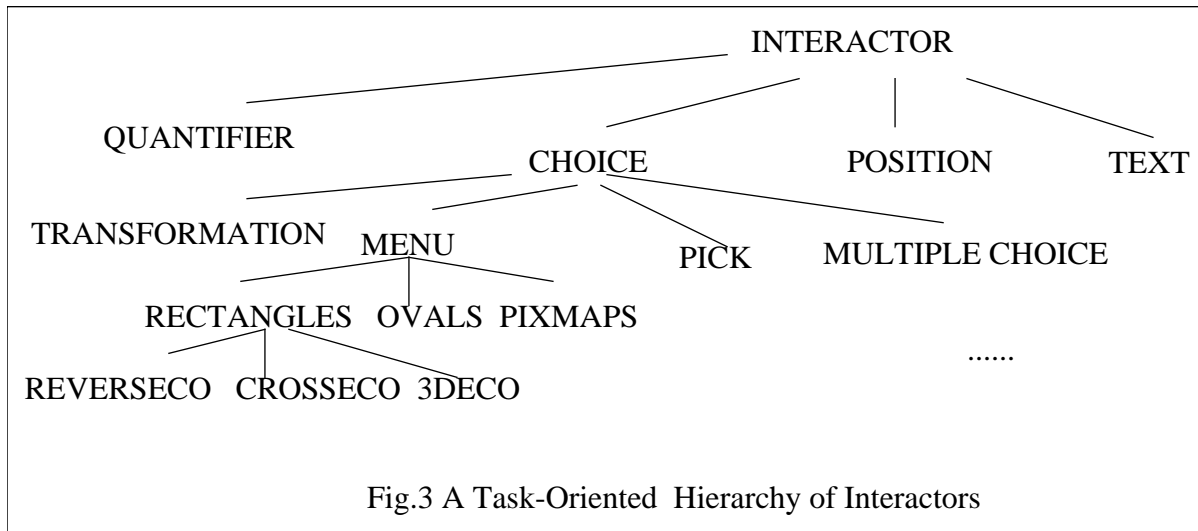 INTERACTOR
QUANTIFIER
CHOICE POSITION TEXT
TRANSFORMATION MENU PICK MULTIPLE CHOICE
RECTANGLES OVALS PIXMAPS
......
REVERSECO CROSSECO 3DECO
Fig.3 A Task-Oriented Hierarchy of Interactors